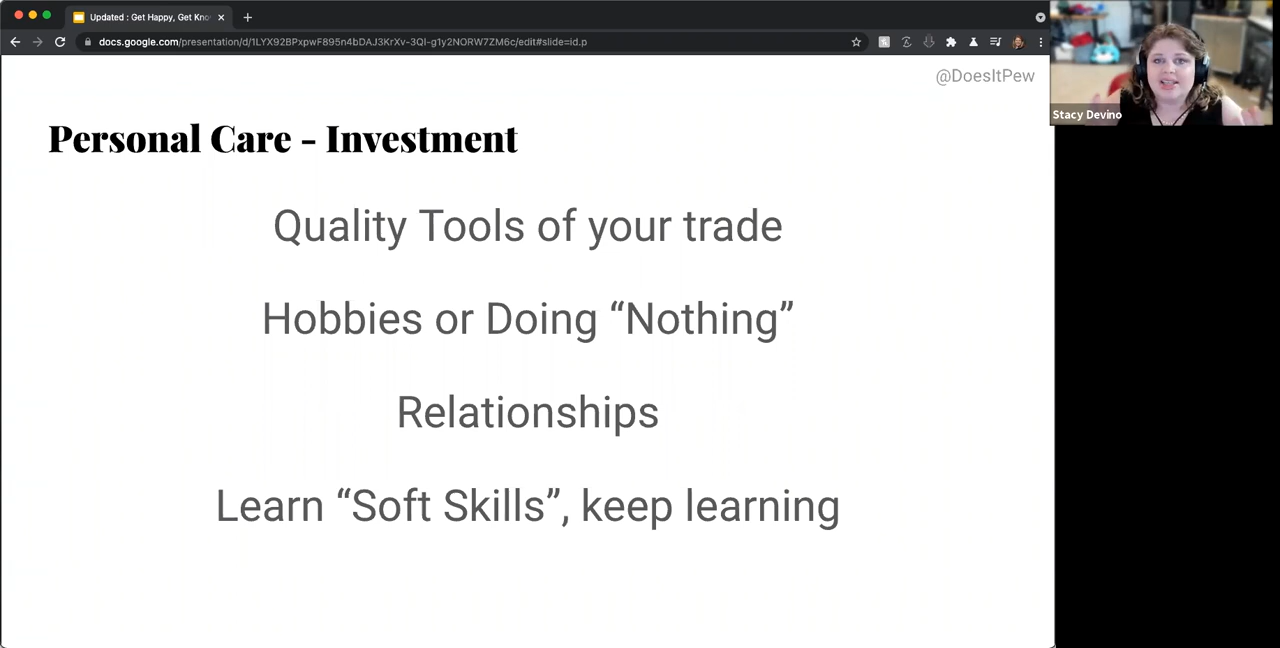 Updated : Get Happy, Get Kno
docs.google.com/presentation/d/1LYX92BPxpwF895n4bDAJ3KrXv-3QI-g1y2NORW7ZM6c/edit#slide=id.p
@DoesItPew
Stacy Devino
Personal Care - Investment
Quality Tools of your trade
Hobbies or Doing “Nothing”
Relationships
Learn “Soft Skills”, keep learning